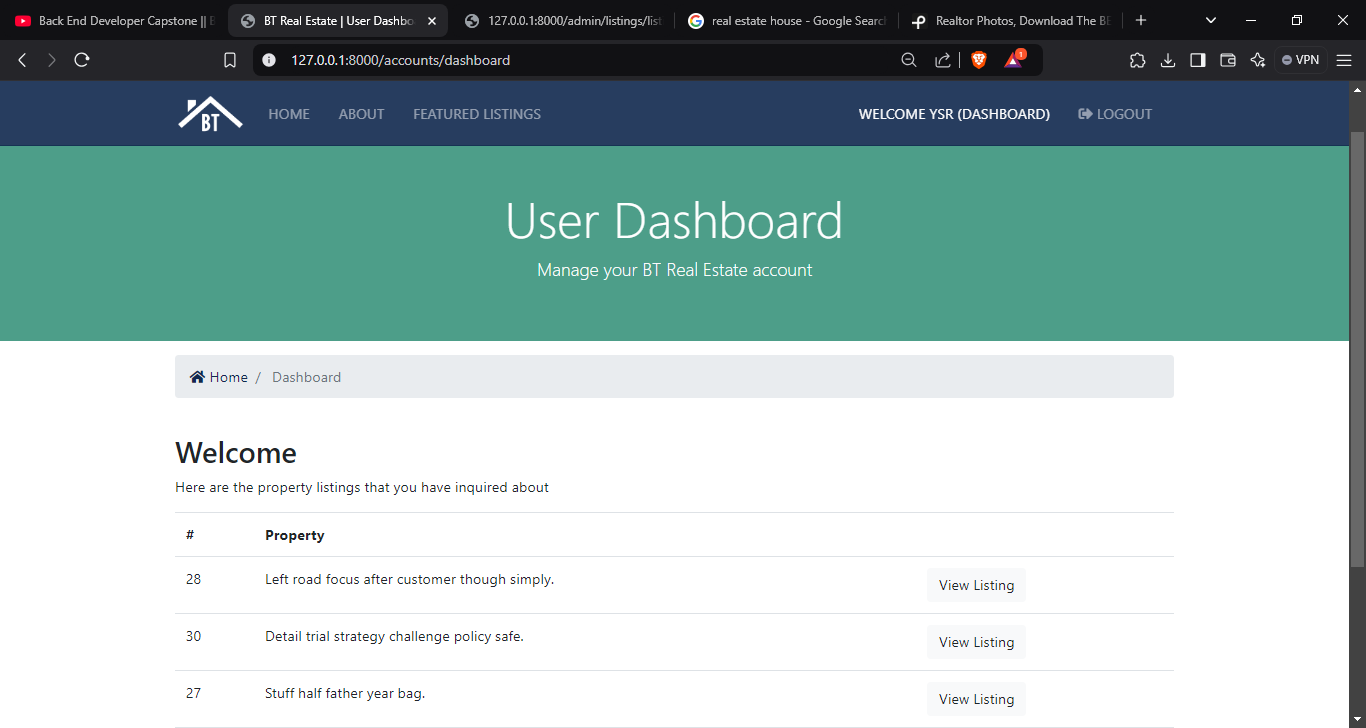 Back End Developer Capstone || B
BT Real Estate | User Dashbo
127.0.0.1:8000/admin/listings/list
real estate house - Google Search
Realtor Photos, Download The BE
127.0.0.1:8000/accounts/dashboard
1
VPN
BT
HOME
ABOUT
FEATURED LISTINGS
WELCOME YSR (DASHBOARD)
LOGOUT
User Dashboard
Manage your BT Real Estate account
Home / Dashboard
Welcome
Here are the property listings that you have inquired about
# Property
28 Left road focus after customer though simply. View Listing
30 Detail trial strategy challenge policy safe. View Listing
27 Stuff half father year bag. View Listing